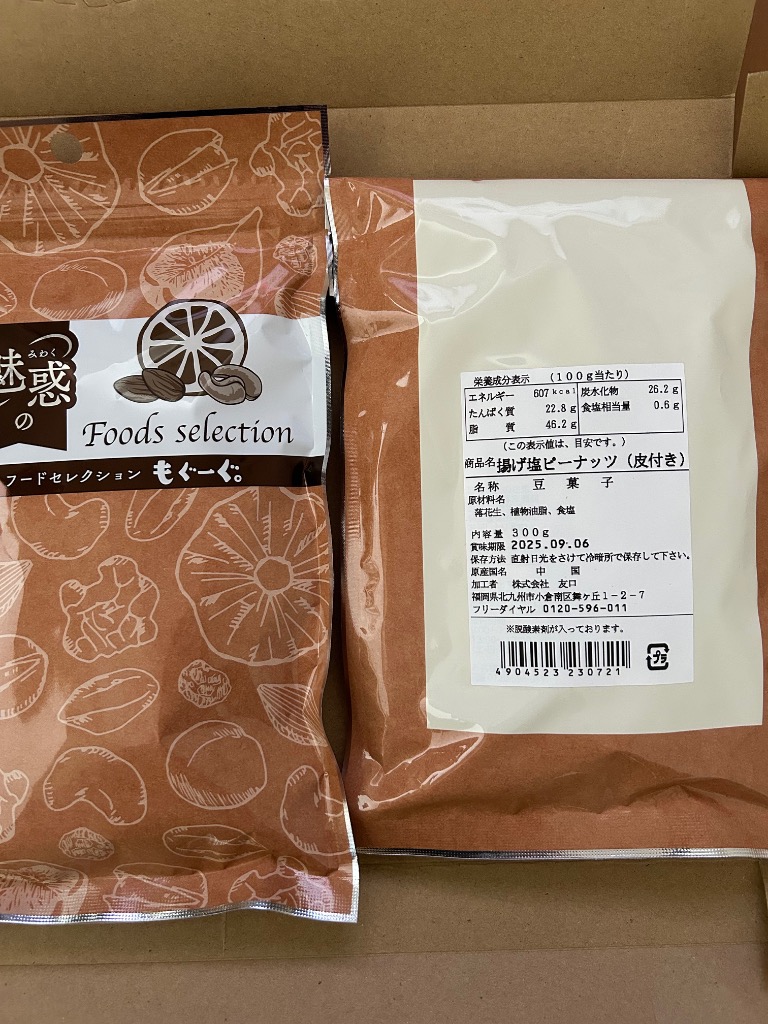 魅惑の
みわく
Foods selection
フードセレクション もぐーぐ。
栄養成分表示 (100g当たり)
エネルギー 607kcal 炭水化物 26.2g
たんぱく質 22.8g 食塩相当量 0.6g
脂質 46.2g
(この表示値は、目安です。)
商品名 揚げ塩ピーナッツ(皮付き)
名称 豆菓子
原材料名
落花生、植物油脂、食塩
内容量 300g
賞味期限 2025.09.06
保存方法 直射日光をさけて冷暗所で保存して下さい。
原産国名 中国
加工者 株式会社 友口
福岡県北九州市小倉南区舞ヶ丘1-2-7
フリーダイヤル 0120-596-011
※脱酸素剤が入っております。
4904523 230721
プラ